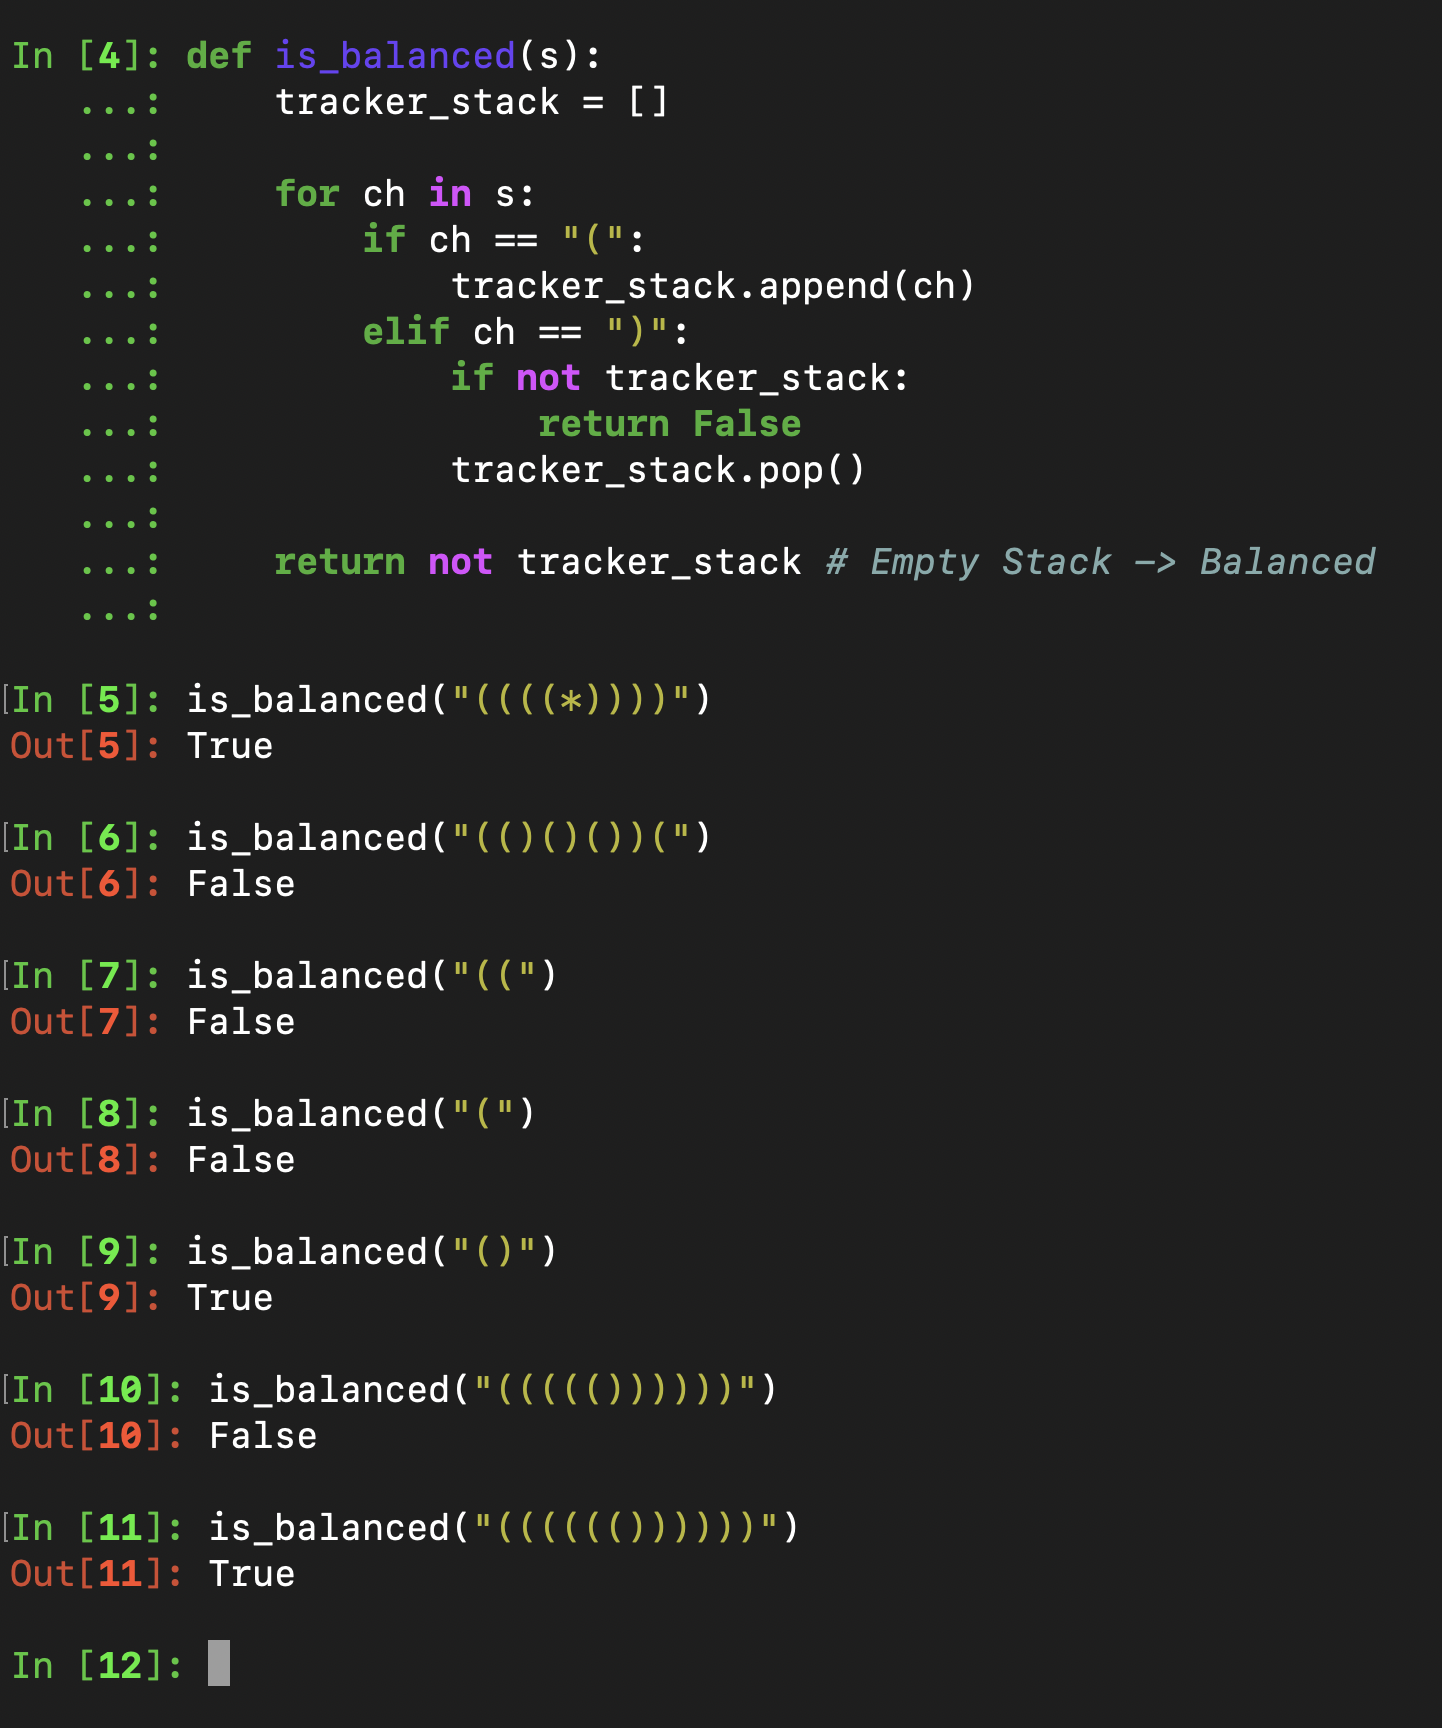 In [4]: def is_balanced(s):
   ...:     tracker_stack = []
   ...:
   ...:     for ch in s:
   ...:         if ch == "(":
   ...:             tracker_stack.append(ch)
   ...:         elif ch == ")":
   ...:             if not tracker_stack:
   ...:                 return False
   ...:             tracker_stack.pop()
   ...:
   ...:     return not tracker_stack # Empty Stack -> Balanced
   ...:
[In [5]: is_balanced("((((*))))")
Out[5]: True
[In [6]: is_balanced("(()()())(")
Out[6]: False
[In [7]: is_balanced("((")
Out[7]: False
[In [8]: is_balanced("(")
Out[8]: False
[In [9]: is_balanced("()")
Out[9]: True
[In [10]: is_balanced("((((())))))")
Out[10]: False
[In [11]: is_balanced("(((((())))))")
Out[11]: True
In [12]: